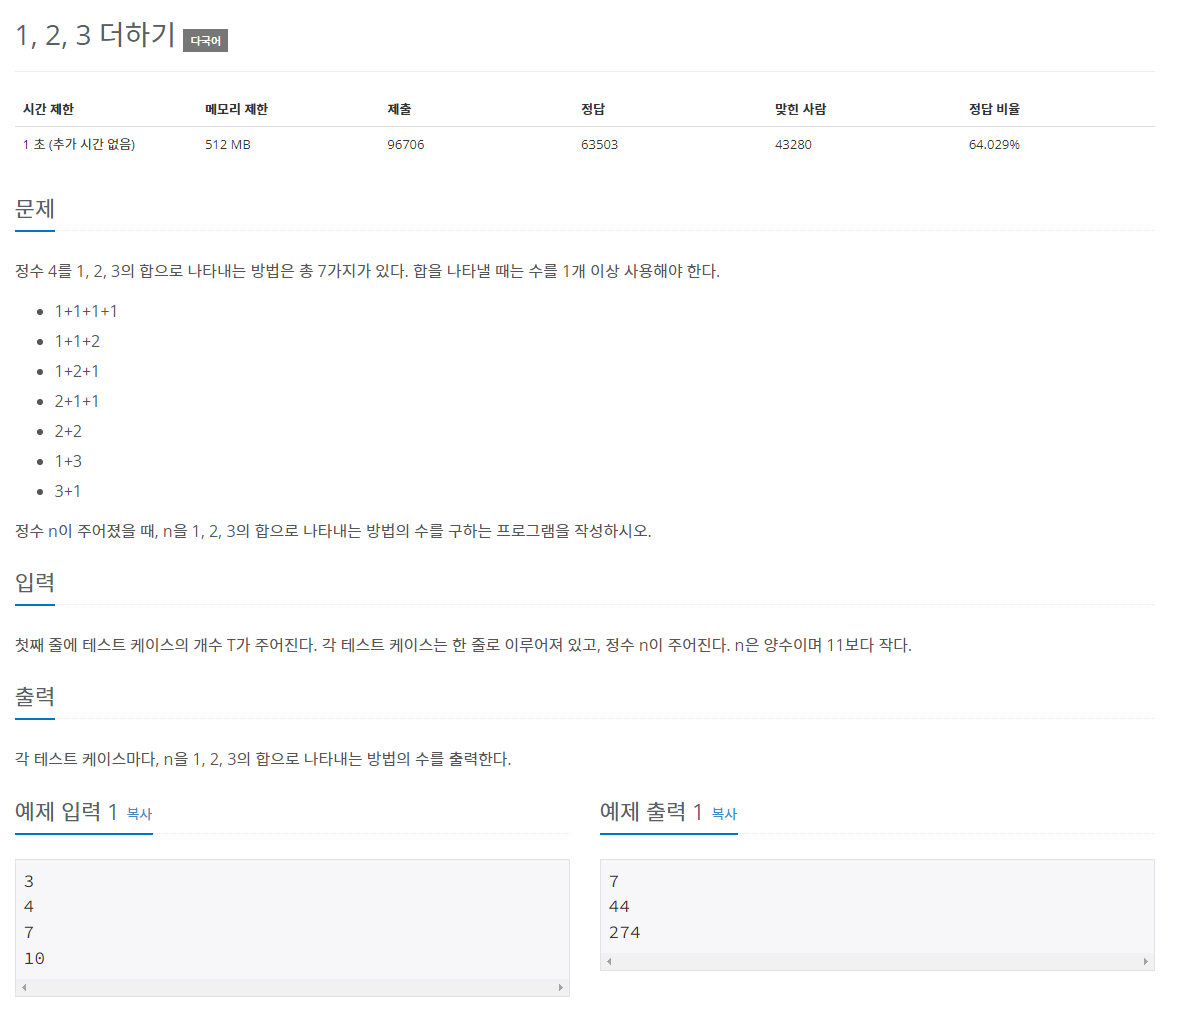 1, 2, 3 더하기 다국어
시간 제한 메모리 제한 제출 정답 맞힌 사람 정답 비율
1 초 (추가 시간 없음) 512 MB 96706 63503 43280 64.029%
문제
정수 4를 1, 2, 3의 합으로 나타내는 방법은 총 7가지가 있다. 합을 나타낼 때는 수를 1개 이상 사용해야 한다.
1+1+1+1
1+1+2
1+2+1
2+1+1
2+2
1+3
3+1
정수 n이 주어졌을 때, n을 1, 2, 3의 합으로 나타내는 방법의 수를 구하는 프로그램을 작성하시오.
입력
첫째 줄에 테스트 케이스의 개수 T가 주어진다. 각 테스트 케이스는 한 줄로 이루어져 있고, 정수 n이 주어진다. n은 양수이며 11보다 작다.
출력
각 테스트 케이스마다, n을 1, 2, 3의 합으로 나타내는 방법의 수를 출력한다.
예제 입력 1 복사
3
4
7
10
예제 출력 1 복사
7
44
274